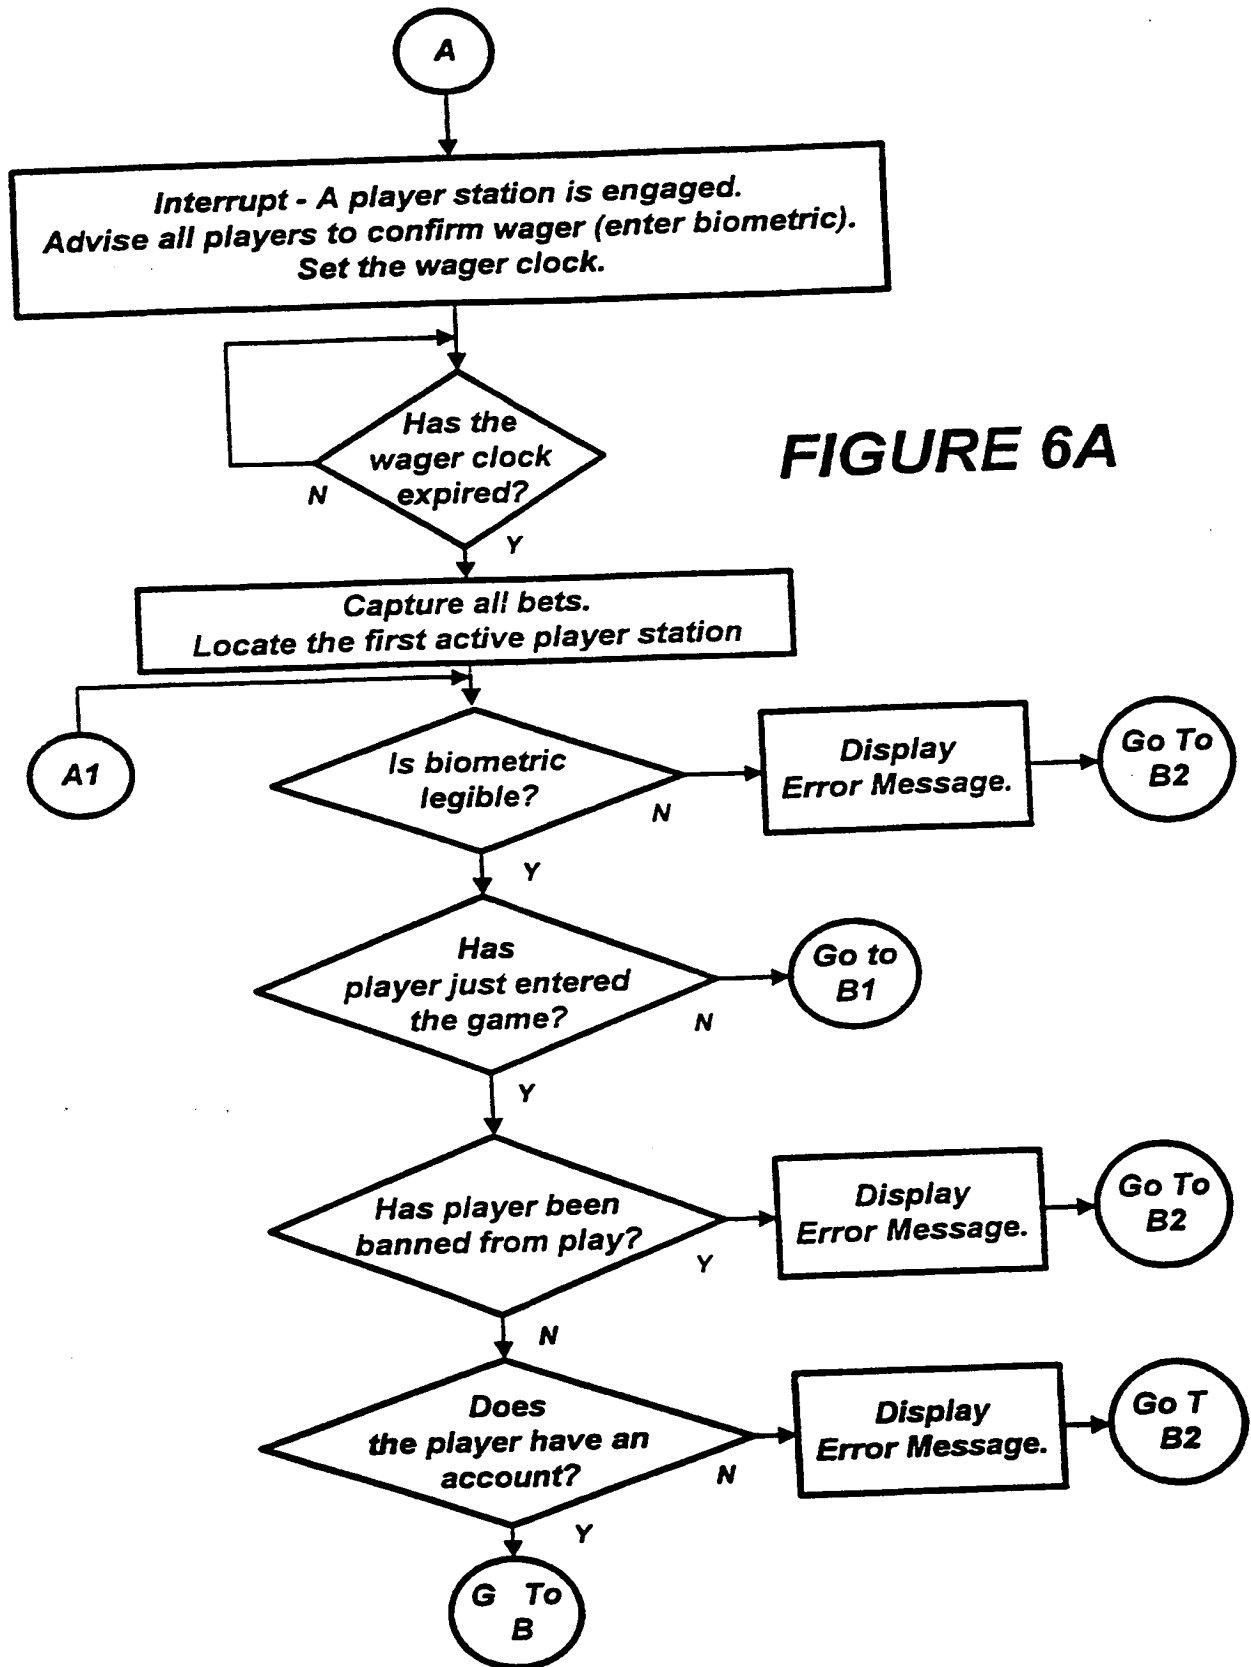 A
Interrupt - A player station is engaged.
Advise all players to confirm wager (enter biometric).
Set the wager clock.
Has the
wager clock
expired?
N
Y
FIGURE 6A
Capture all bets.
Locate the first active player station
A1
Is biometric
legible?
N
Y
Display
Error Message.
Go To
B2
Has
player just entered
the game?
N
Y
Go to
B1
Has player been
banned from play?
Y
N
Display
Error Message.
Go To
B2
Does
the player have an
account?
N
Y
Display
Error Message.
Go T
B2
G To
B